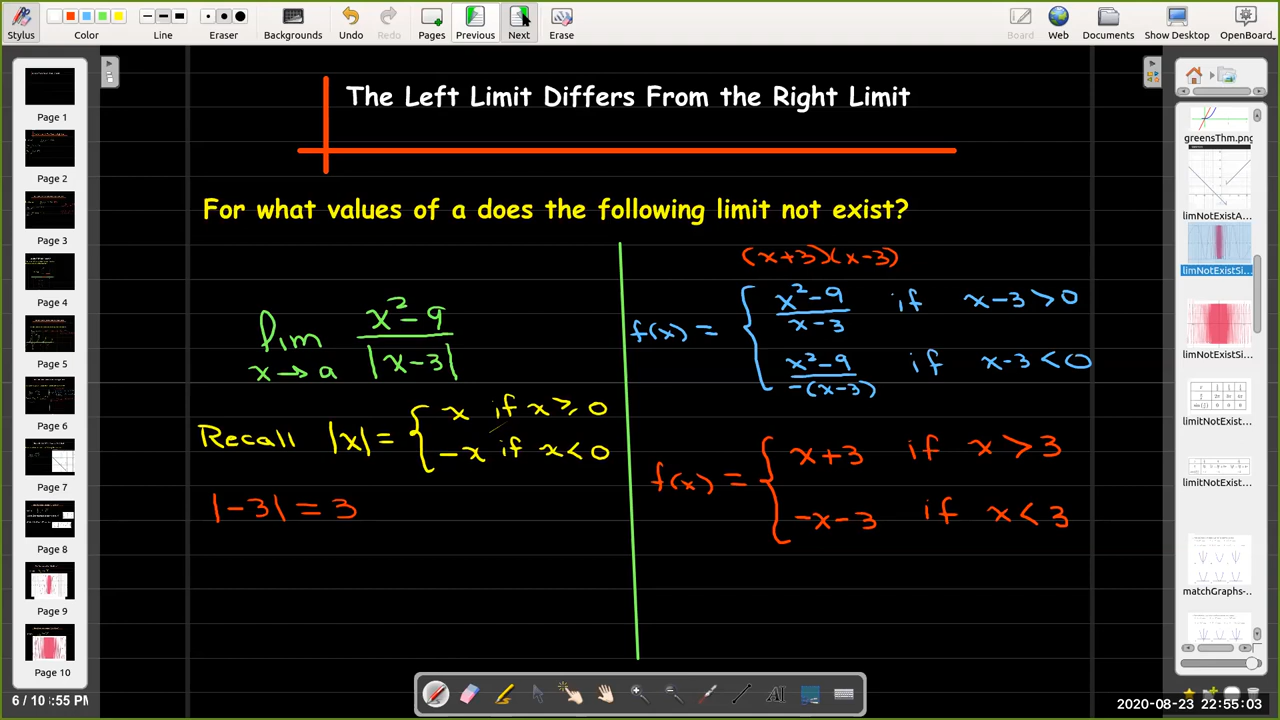 Stylus
Color
Line
Eraser
Backgrounds
Undo
Redo
Pages
Previous
Next
Erase
Board
Web
Documents
Show Desktop
OpenBoard
Page 1
Page 2
Page 3
Page 4
Page 5
Page 6
Page 7
Page 8
Page 9
Page 10
6 / 10
:55 PM
The Left Limit Differs From the Right Limit
For what values of a does the following limit not exist?
lim x→a x²-9 / |x-3|
Recall |x| = { x if x ≥ 0
-x if x < 0
|-3| = 3
(x+3)(x-3)
f(x) = { x²-9 / x-3 if x-3 > 0
x²-9 / -(x-3) if x-3 < 0
f(x) = { x+3 if x > 3
-x-3 if x < 3
greensThm.png
limNotExistA...
limNotExistSi...
limNotExistSi...
limitNotExist...
limitNotExist...
matchGraphs-...
2020-08-23 22:55:03